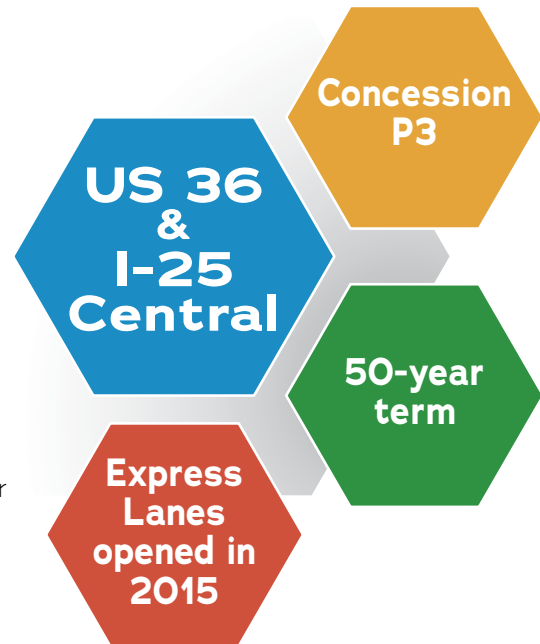 Concession
P3
US 36
&
I-25
Central
50-year
term
Express
Lanes
opened in
2015